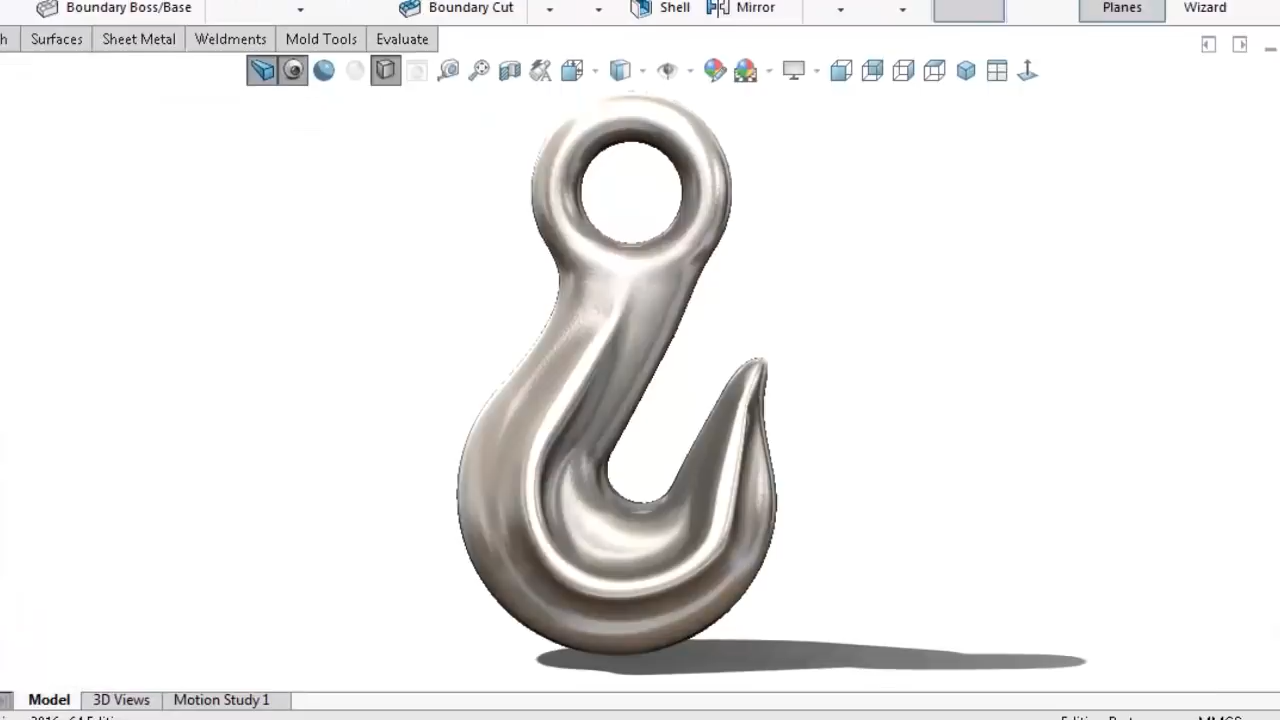 Boundary Boss/Base Boundary Cut Shell Mirror Planes Wizard
Surfaces Sheet Metal Weldments Mold Tools Evaluate
Model 3D Views Motion Study 1